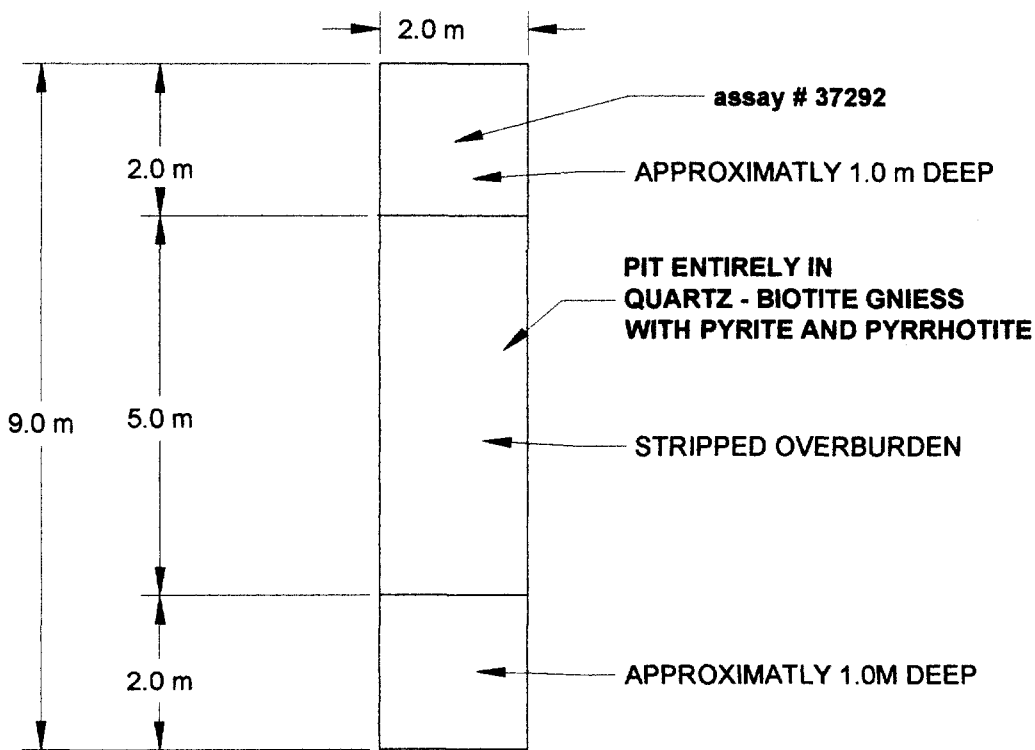 2.0 m
assay # 37292
2.0 m
APPROXIMATLY 1.0 m DEEP
PIT ENTIRELY IN
QUARTZ - BIOTITE GNIESS
WITH PYRITE AND PYRRHOTITE
9.0 m
5.0 m
STRIPPED OVERBURDEN
2.0 m
APPROXIMATLY 1.0M DEEP